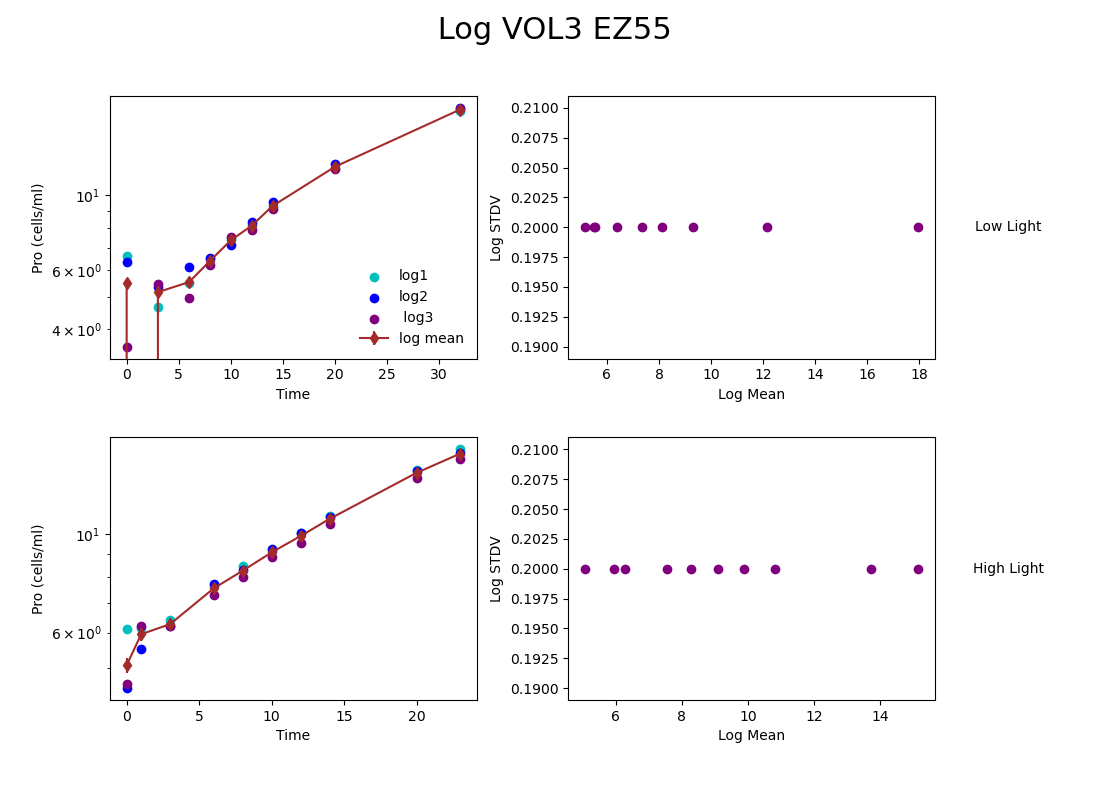 Log VOL3 EZ55
Pro (cells/ml)
10¹
6 × 10⁰
4 × 10⁰
log1
log2
log3
log mean
0 5 10 15 20 25 30
Time
Log STDV
0.2100
0.2075
0.2050
0.2025
0.2000
0.1975
0.1950
0.1925
0.1900
6 8 10 12 14 16 18
Log Mean
Low Light
Pro (cells/ml)
10¹
6 × 10⁰
0 5 10 15 20
Time
Log STDV
0.2100
0.2075
0.2050
0.2025
0.2000
0.1975
0.1950
0.1925
0.1900
6 8 10 12 14
Log Mean
High Light